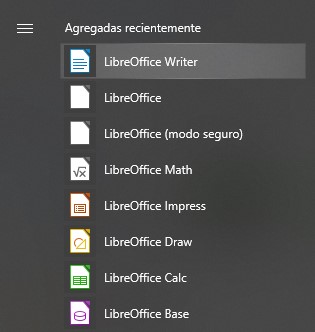 Agregadas recientemente
LibreOffice Writer
LibreOffice
LibreOffice (modo seguro)
LibreOffice Math
LibreOffice Impress
LibreOffice Draw
LibreOffice Calc
LibreOffice Base